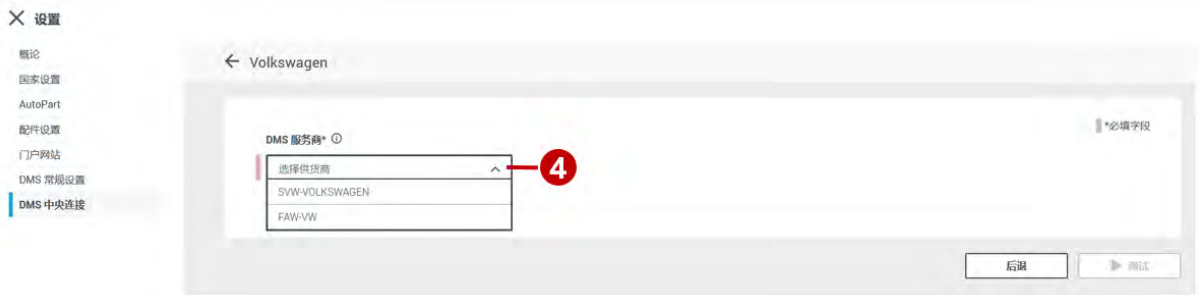 设置
概论
国家设置
AutoPart
配件设置
门户网站
DMS 常规设置
DMS 中央连接
Volkswagen
*必填字段
DMS 服务商*
选择供货商
4
SVW-VOLKSWAGEN
FAW-VW
后退
测试